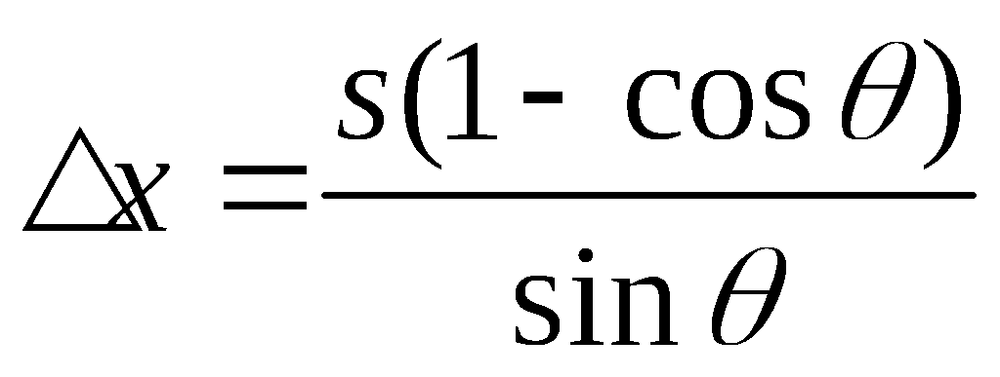 △x = s(1- cos θ) / sin θ